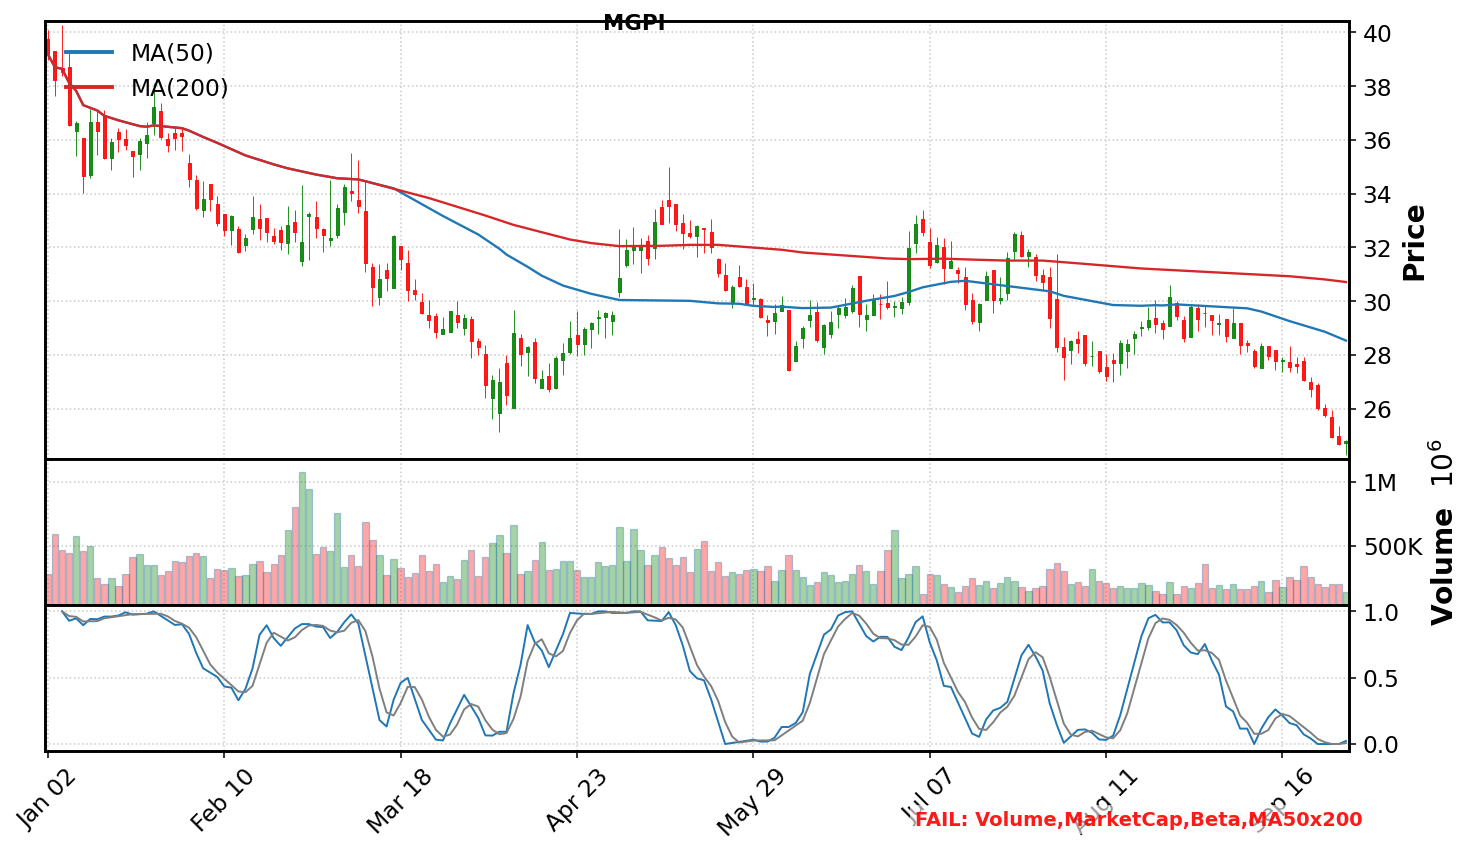 MGPI
MA(50)
MA(200)
40
38
36
34
32
30
28
26
Price
1M
500K
Volume 10^6
1.0
0.5
0.0
Jan 02
Feb 10
Mar 18
Apr 23
May 29
Jul 07
Aug 11
Sep 16
FAIL: Volume,MarketCap,Beta,MA50x200